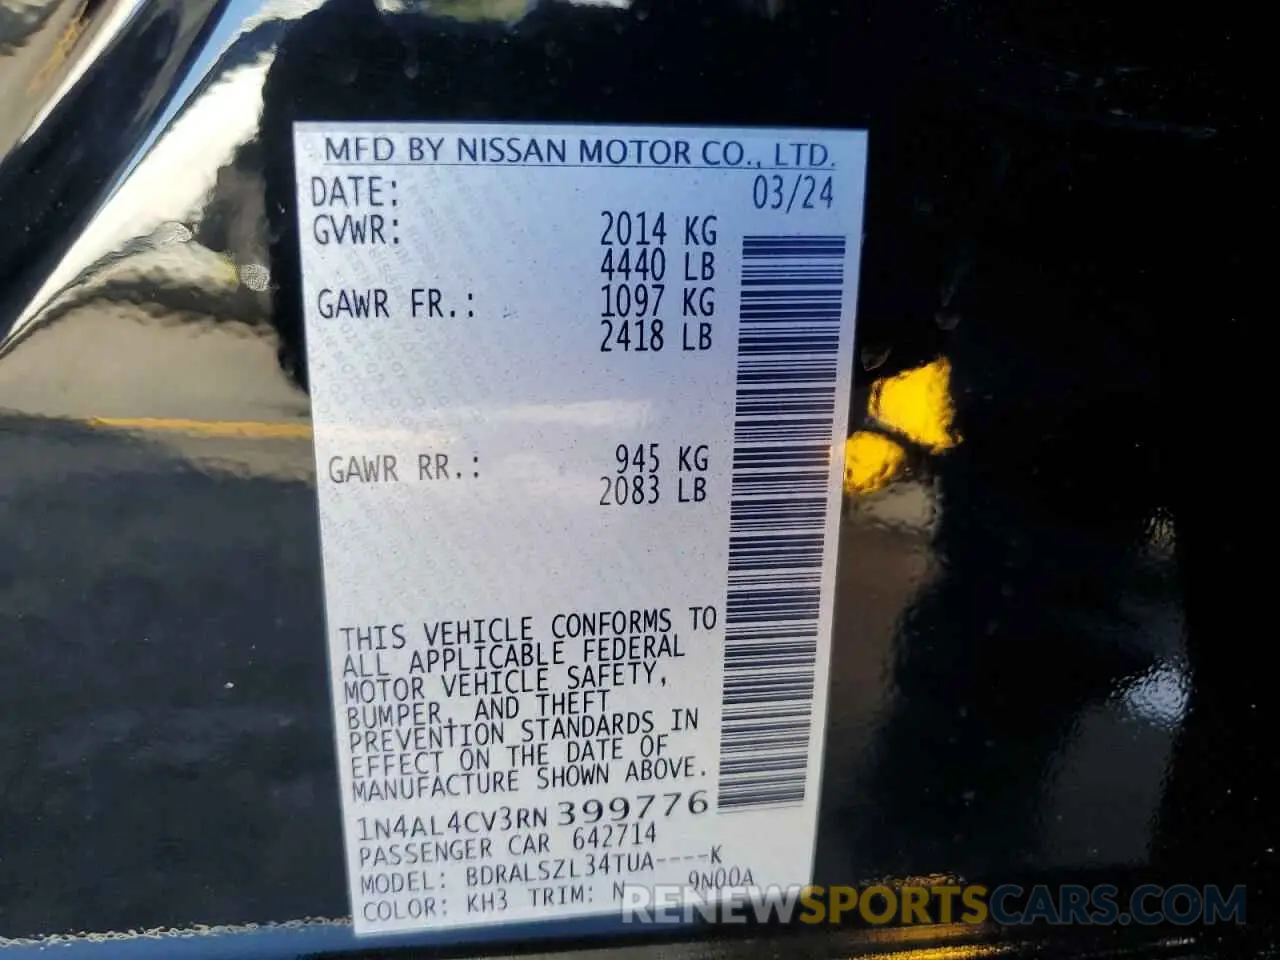 MFD BY NISSAN MOTOR CO., LTD.
DATE: 03/24
GVWR: 2014 KG
4440 LB
GAWR FR.: 1097 KG
2418 LB
GAWR RR.: 945 KG
2083 LB
THIS VEHICLE CONFORMS TO
ALL APPLICABLE FEDERAL
MOTOR VEHICLE SAFETY,
BUMPER, AND THEFT
PREVENTION STANDARDS IN
EFFECT ON THE DATE OF
MANUFACTURE SHOWN ABOVE.
1N4AL4CV3RN 399776
PASSENGER CAR 642714
MODEL: BDRALSZL34TUA----K
COLOR: KH3 TRIM: N 9N00A
RENEWSPORTSCARS.COM